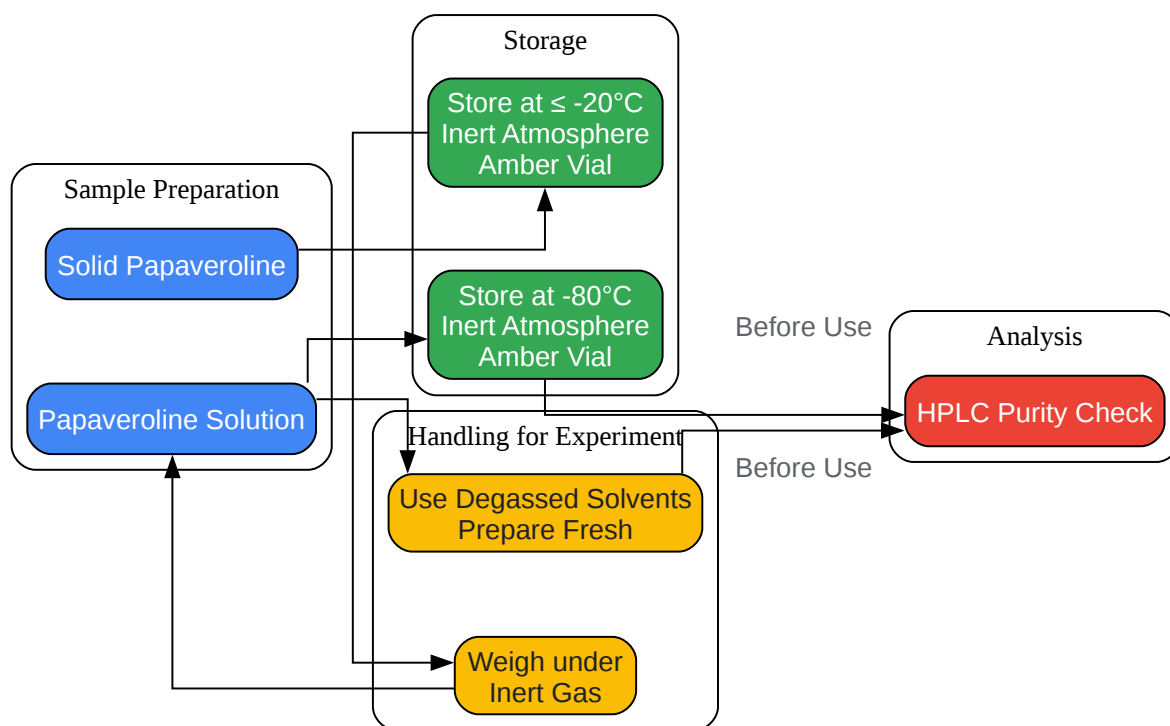 Storage
Store at ≤ -20°C
Inert Atmosphere
Amber Vial
Sample Preparation
Solid Papaveroline
Store at -80°C
Inert Atmosphere
Amber Vial
Before Use
Analysis
Papaveroline Solution
HPLC Purity Check
Handling for Experiment
Before Use
Use Degassed Solvents
Prepare Fresh
Weigh under
Inert Gas